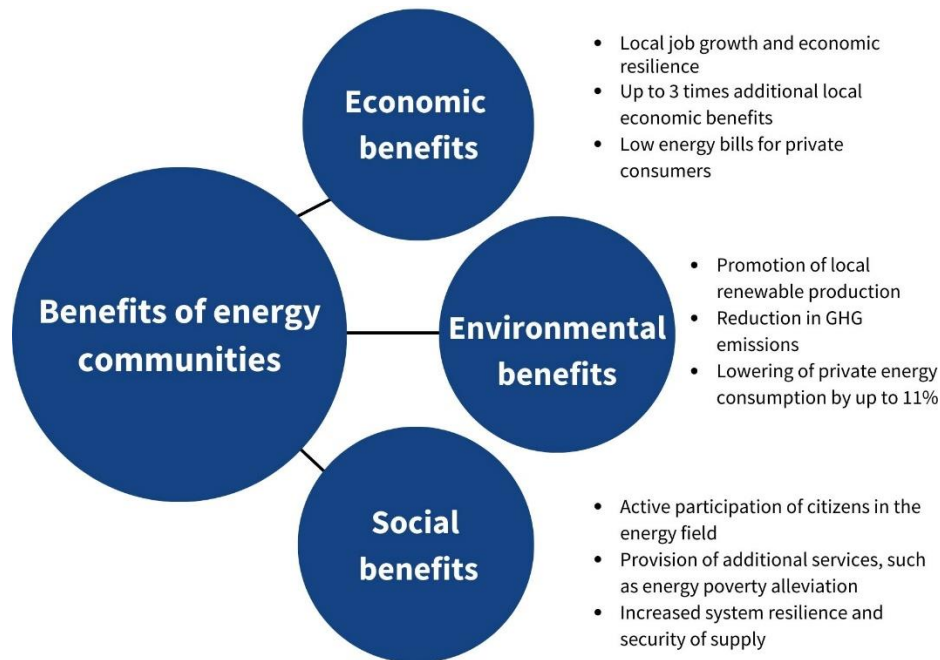 Benefits of energy
communities
Economic
benefits
• Local job growth and economic
resilience
• Up to 3 times additional local
economic benefits
• Low energy bills for private
consumers
Environmental
benefits
• Promotion of local
renewable production
• Reduction in GHG
emissions
• Lowering of private energy
consumption by up to 11%
Social
benefits
• Active participation of citizens in the
energy field
• Provision of additional services, such
as energy poverty alleviation
• Increased system resilience and
security of supply